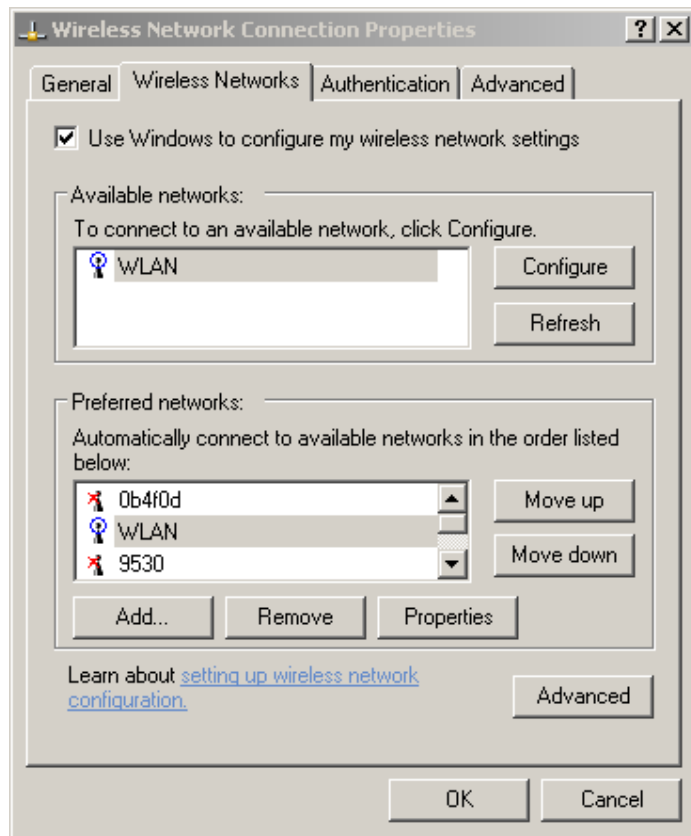 Wireless Network Connection Properties
General Wireless Networks Authentication Advanced
Use Windows to configure my wireless network settings
Available networks:
To connect to an available network, click Configure.
WLAN
Configure
Refresh
Preferred networks:
Automatically connect to available networks in the order listed
below:
0b4f0d
WLAN
9530
Move up
Move down
Add... Remove Properties
Learn about setting up wireless network
configuration.
Advanced
OK Cancel